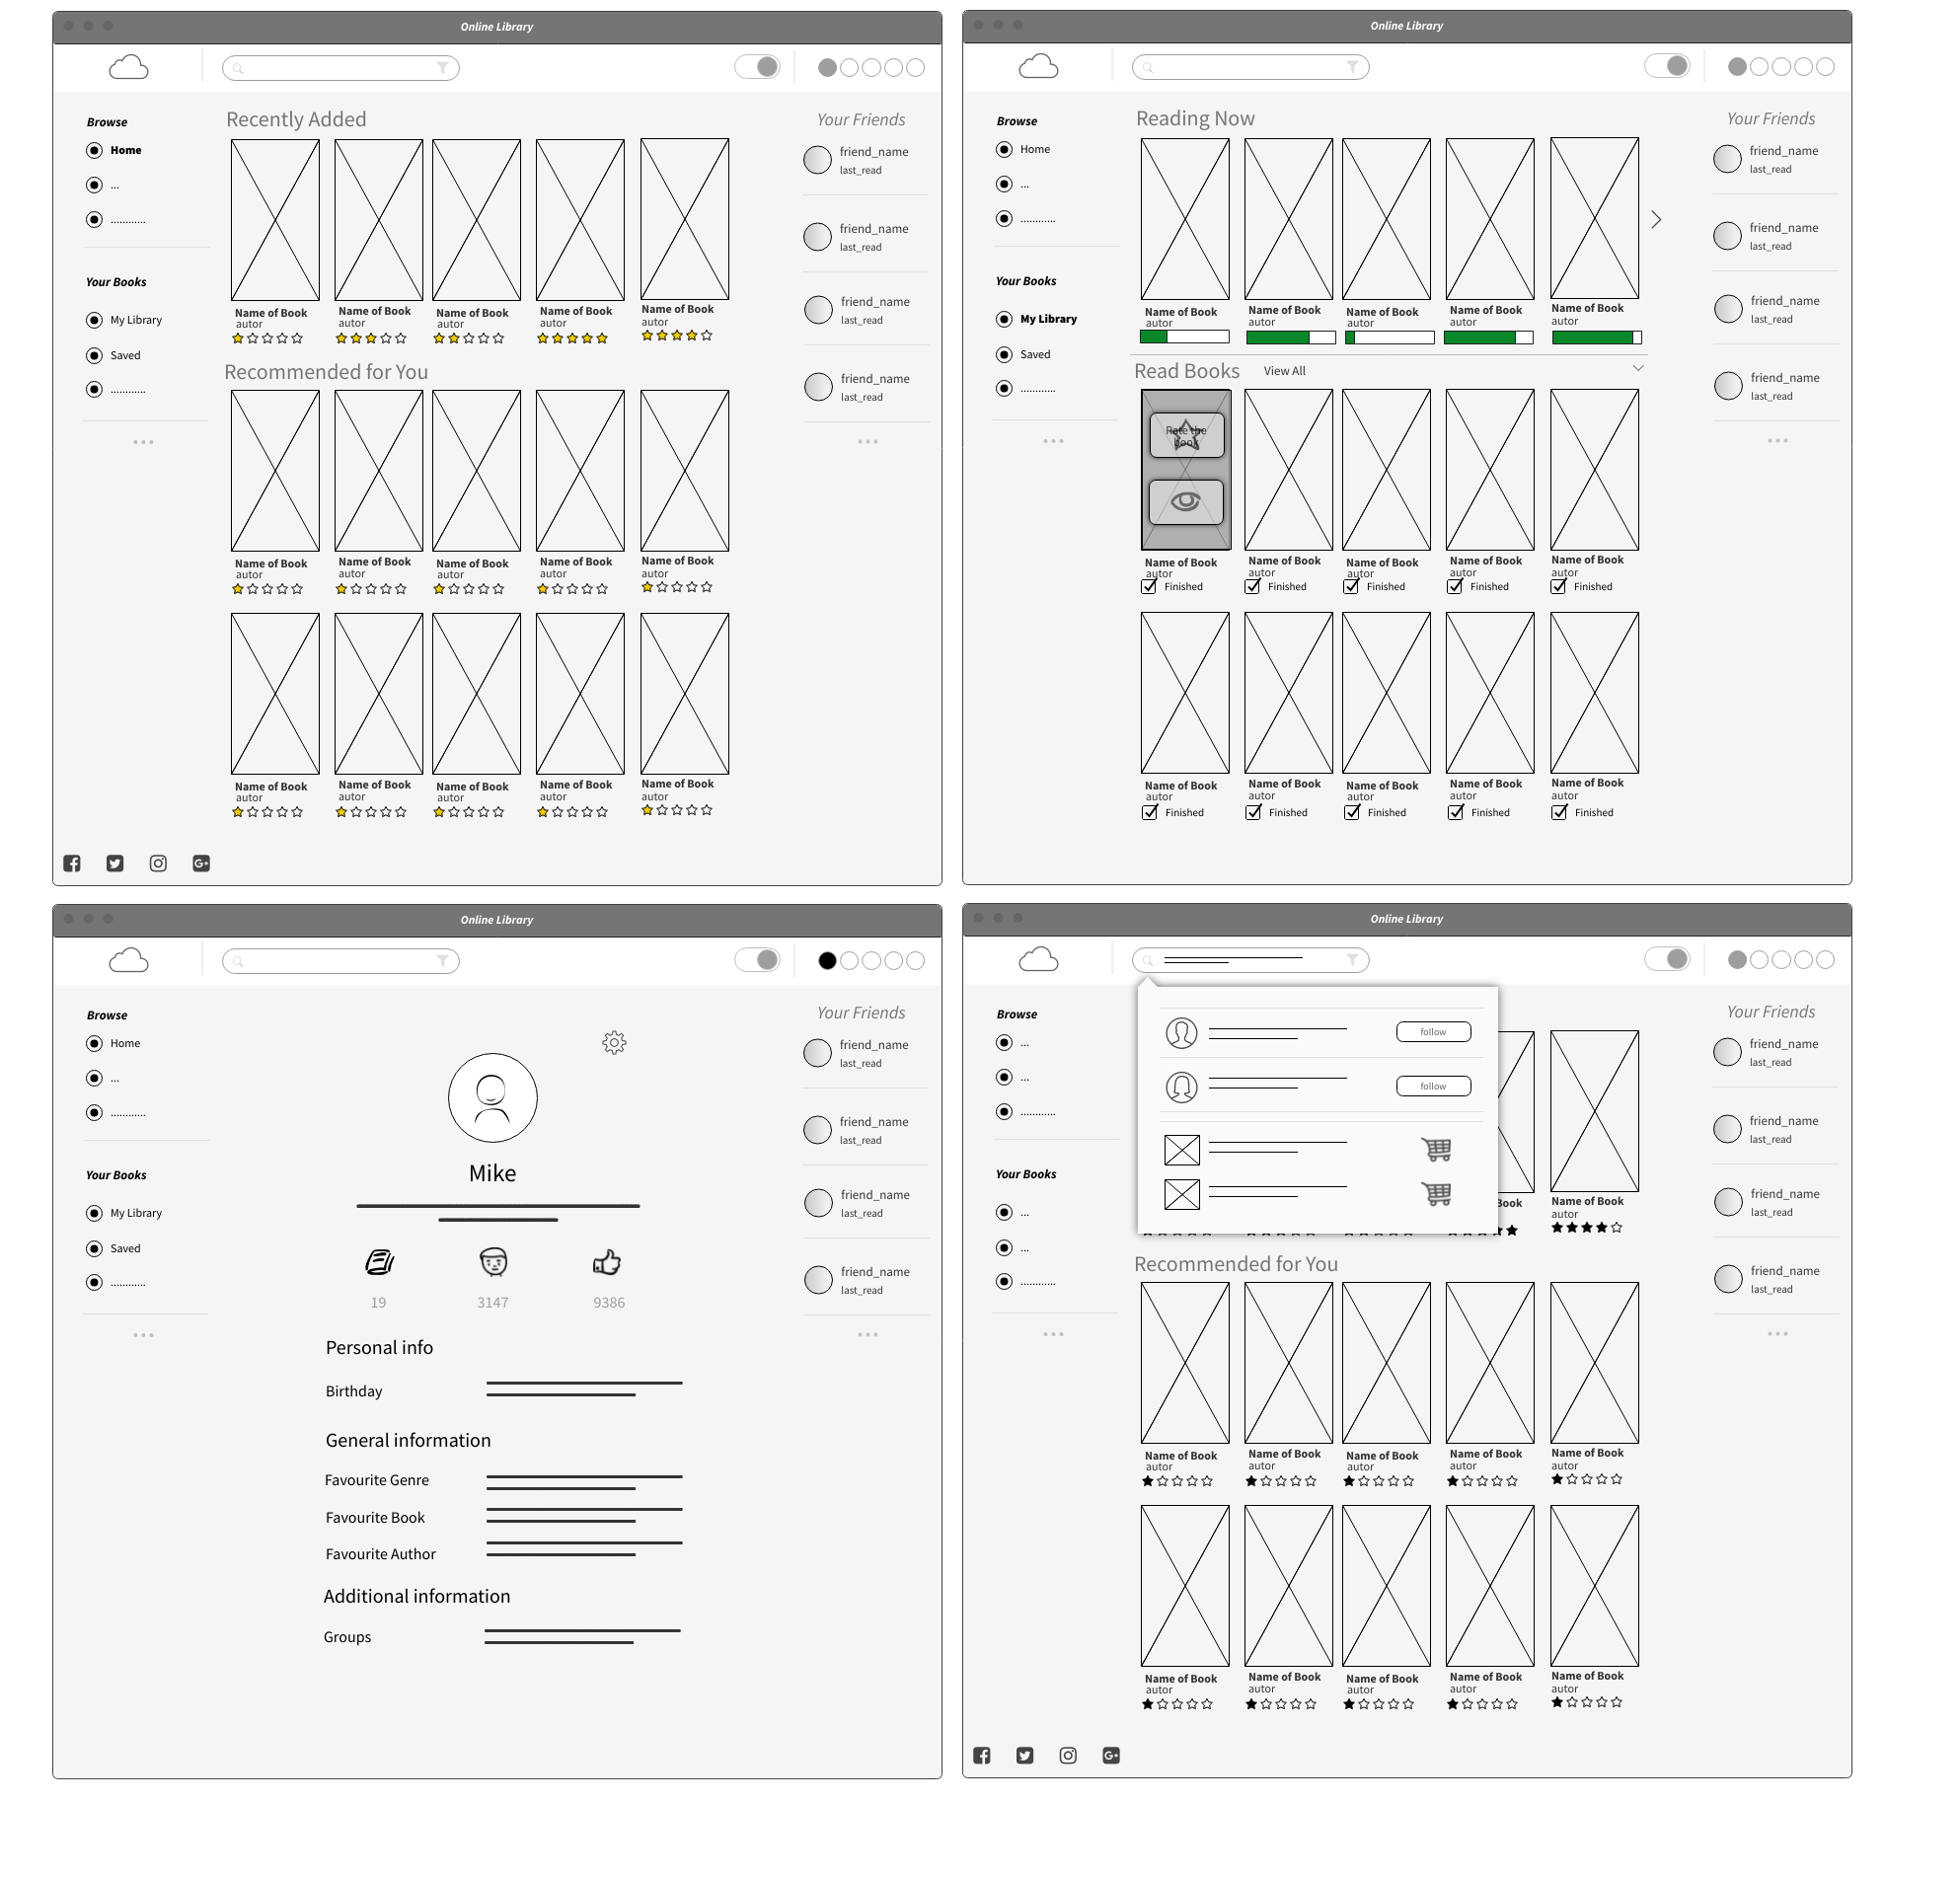 Online Library
Browse
Home
...
............
Your Books
My Library
Saved
............
Recently Added
Name of Book
autor
Name of Book
autor
Name of Book
autor
Name of Book
autor
Name of Book
autor
Recommended for You
Name of Book
autor
Name of Book
autor
Name of Book
autor
Name of Book
autor
Name of Book
autor
Name of Book
autor
Name of Book
autor
Name of Book
autor
Name of Book
autor
Name of Book
autor
Your Friends
friend_name
last_read
friend_name
last_read
friend_name
last_read
friend_name
last_read
Online Library
Browse
Home
...
............
Your Books
My Library
Saved
............
Reading Now
Name of Book
autor
Name of Book
autor
Name of Book
autor
Name of Book
autor
Name of Book
autor
Read Books
View All
Rate the
book
Name of Book
autor
Finished
Name of Book
autor
Finished
Name of Book
autor
Finished
Name of Book
autor
Finished
Name of Book
autor
Finished
Name of Book
autor
Finished
Name of Book
autor
Finished
Name of Book
autor
Finished
Name of Book
autor
Finished
Name of Book
autor
Finished
Your Friends
friend_name
last_read
friend_name
last_read
friend_name
last_read
friend_name
last_read
Online Library
Browse
Home
...
............
Your Books
My Library
Saved
............
Mike
19
3147
9386
Personal info
Birthday
General information
Favourite Genre
Favourite Book
Favourite Author
Additional information
Groups
Your Friends
friend_name
last_read
friend_name
last_read
friend_name
last_read
friend_name
last_read
Online Library
Browse
...
...
............
Your Books
...
...
............
follow
follow
Book
Name of Book
autor
Recommended for You
Name of Book
autor
Name of Book
autor
Name of Book
autor
Name of Book
autor
Name of Book
autor
Name of Book
autor
Name of Book
autor
Name of Book
autor
Name of Book
autor
Name of Book
autor
Your Friends
friend_name
last_read
friend_name
last_read
friend_name
last_read
friend_name
last_read